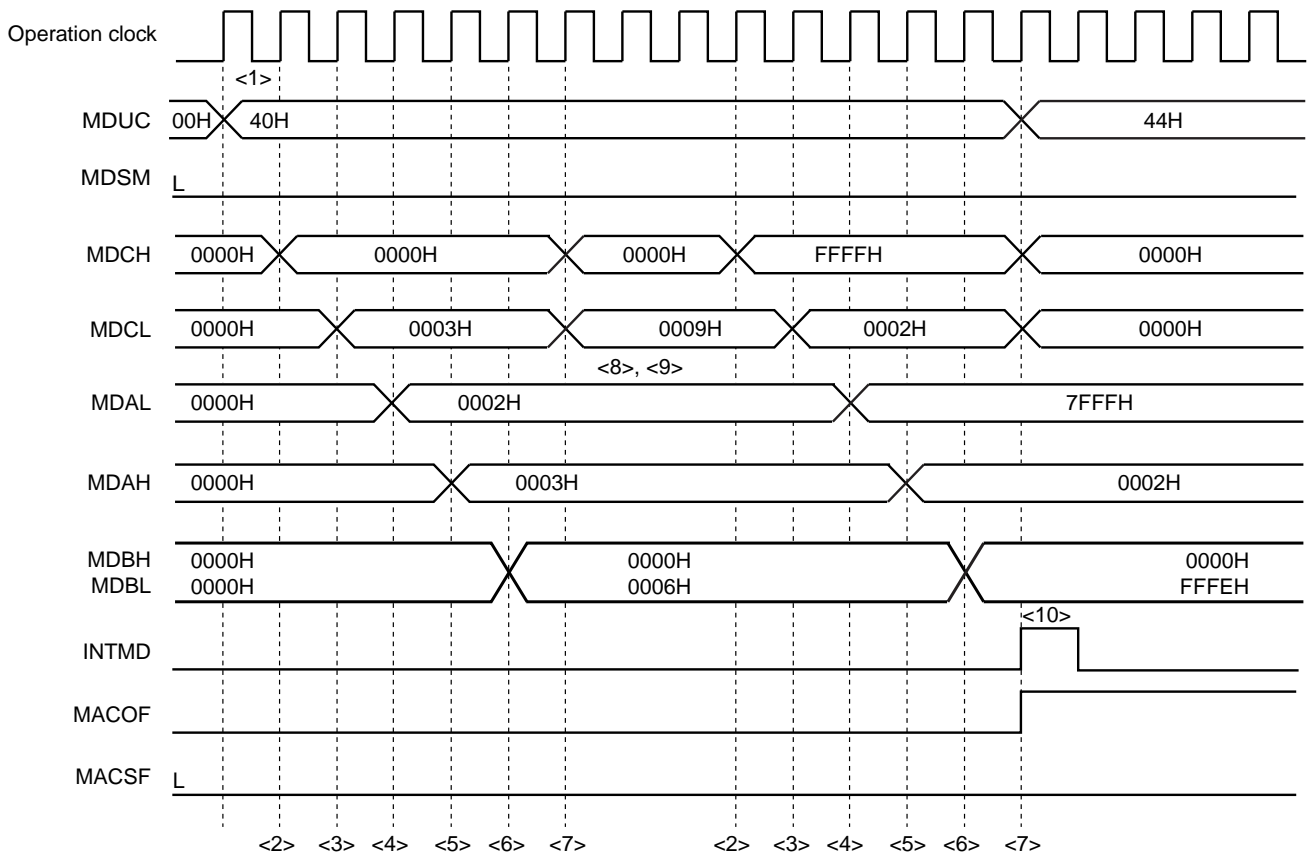 Operation clock
<1>
MDUC 00H 40H 44H
MDSM L
MDCH 0000H 0000H 0000H FFFFH 0000H
MDCL 0000H 0003H 0009H 0002H 0000H
<8>, <9>
MDAL 0000H 0002H 7FFFH
MDAH 0000H 0003H 0002H
MDBH 0000H 0000H 0000H
MDBL 0000H 0006H FFFEH
<10>
INTMD
MACOF
MACSF L
<2> <3> <4> <5> <6> <7> <2> <3> <4> <5> <6> <7>